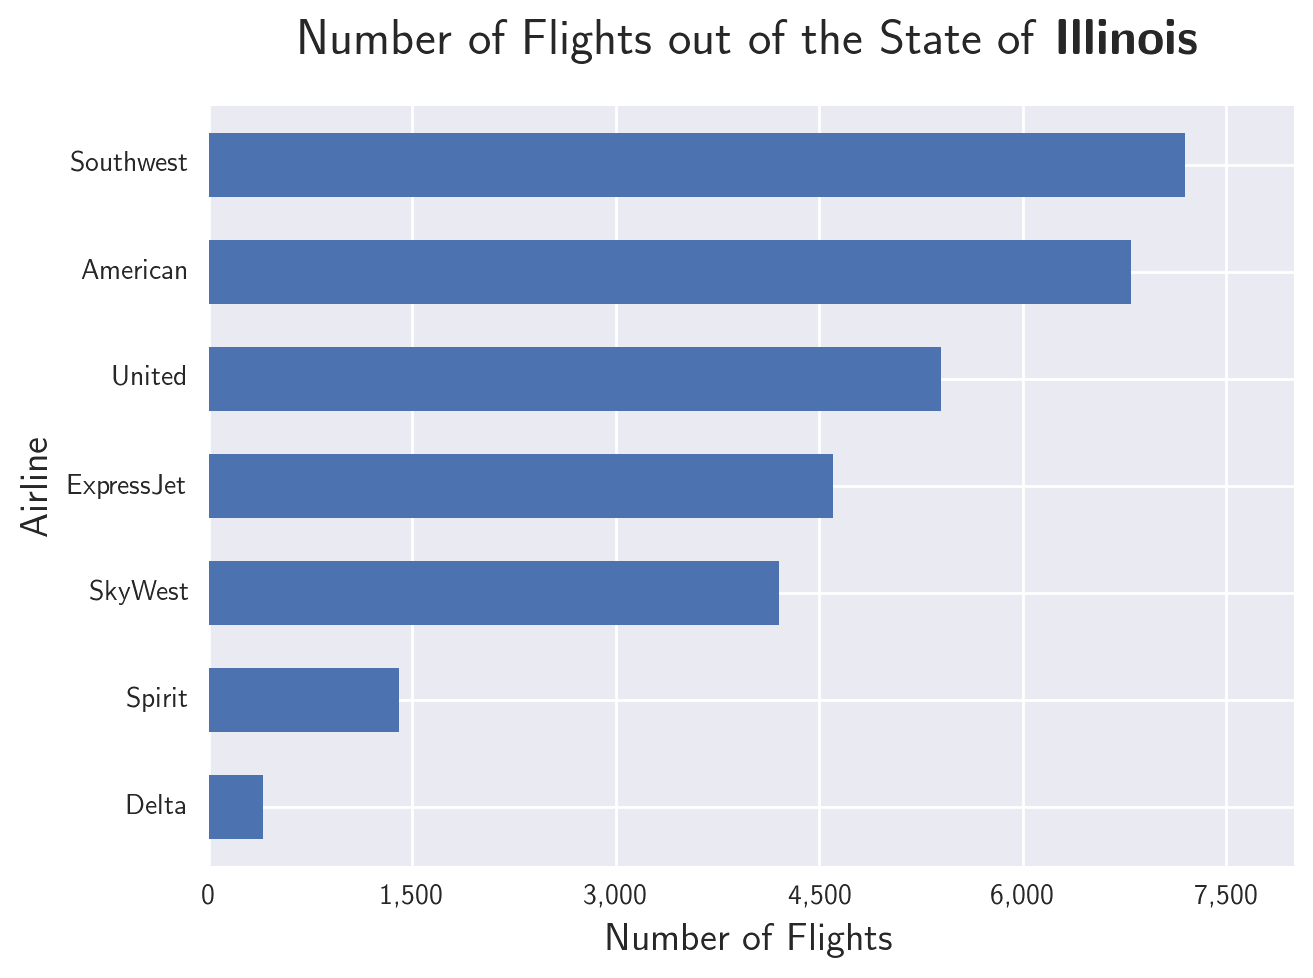 Number of Flights out of the State of Illinois
Southwest
American
United
ExpressJet
SkyWest
Spirit
Delta
Airline
0 1,500 3,000 4,500 6,000 7,500
Number of Flights